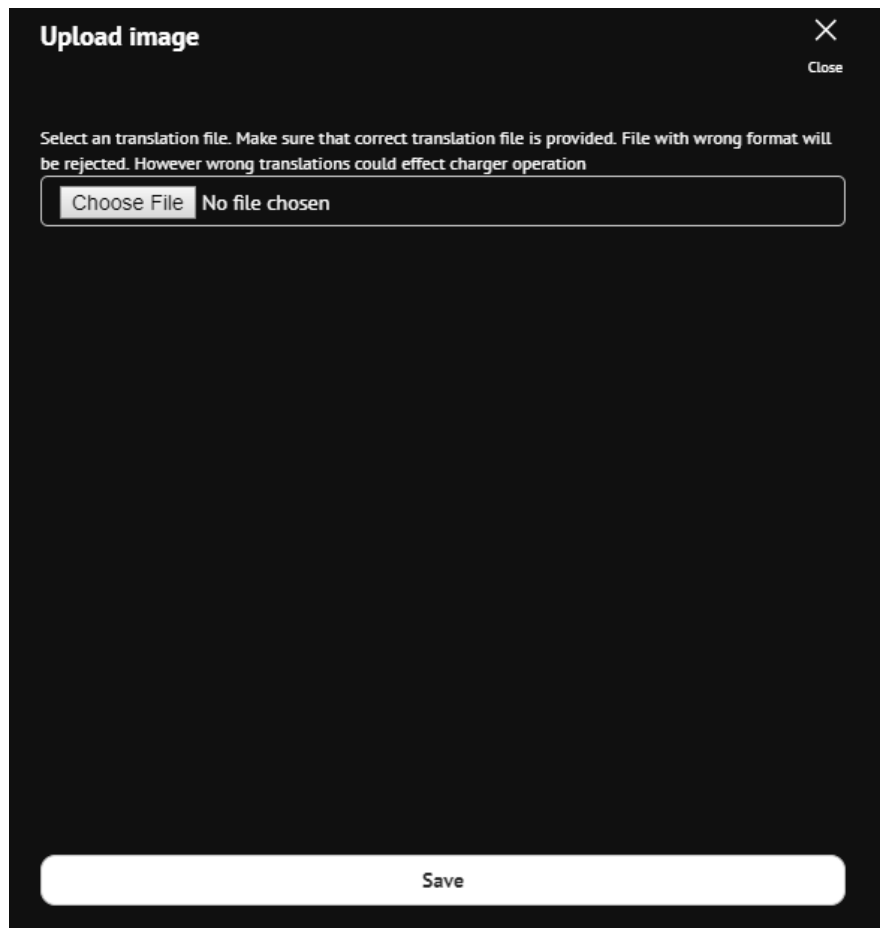 Upload image
Close
Select an translation file. Make sure that correct translation file is provided. File with wrong format will
be rejected. However wrong translations could effect charger operation
Choose File No file chosen
Save